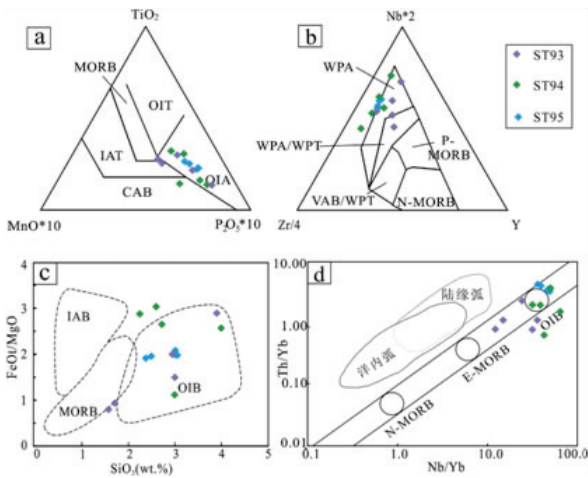 a
TiO₂
MORB
OIT
IAT
OIA
CAB
MnO*10
P₂O₅*10
b
Nb*2
WPA
WPA/WPT
P-MORB
VAB/WPT
N-MORB
Zr/4
Y
ST93
ST94
ST95
c
FeOt/MgO
4
3
2
1
0
IAB
MORB
OIB
0
1
2
3
4
5
SiO₂(wt.%)
d
Th/Yb
10.00
1.00
0.10
0.01
陆缘弧
洋内弧
OIB
E-MORB
N-MORB
0.1
1.0
10.0
100.0
Nb/Yb